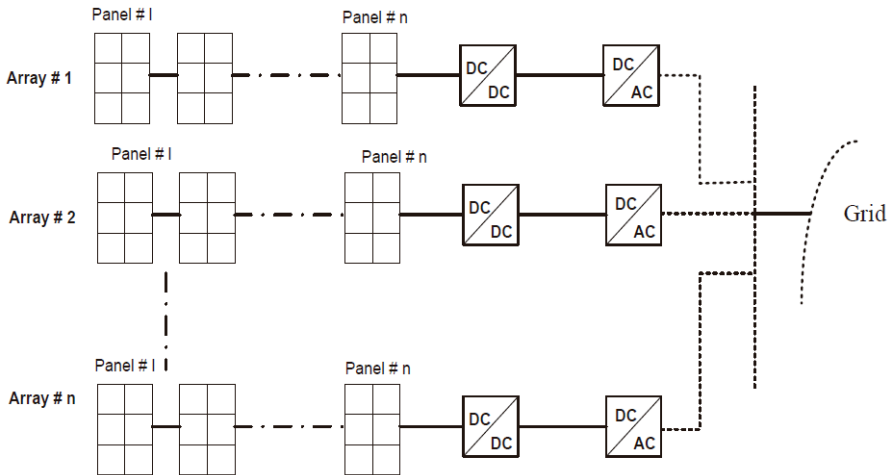 Panel # l
Panel # n
Array # 1
DC
DC
DC
AC
Panel # l
Panel # n
Array # 2
DC
DC
DC
AC
Grid
Panel # l
Panel # n
Array # n
DC
DC
DC
AC